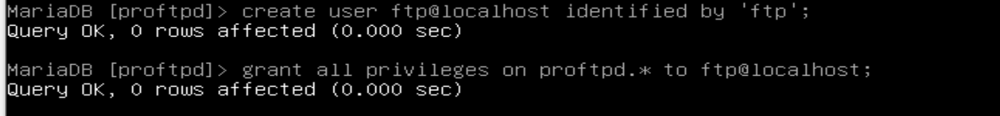 MariaDB [proftpd]> create user ftp@localhost identified by 'ftp';
Query OK, 0 rows affected (0.000 sec)
MariaDB [proftpd]> grant all privileges on proftpd.* to ftp@localhost;
Query OK, 0 rows affected (0.000 sec)